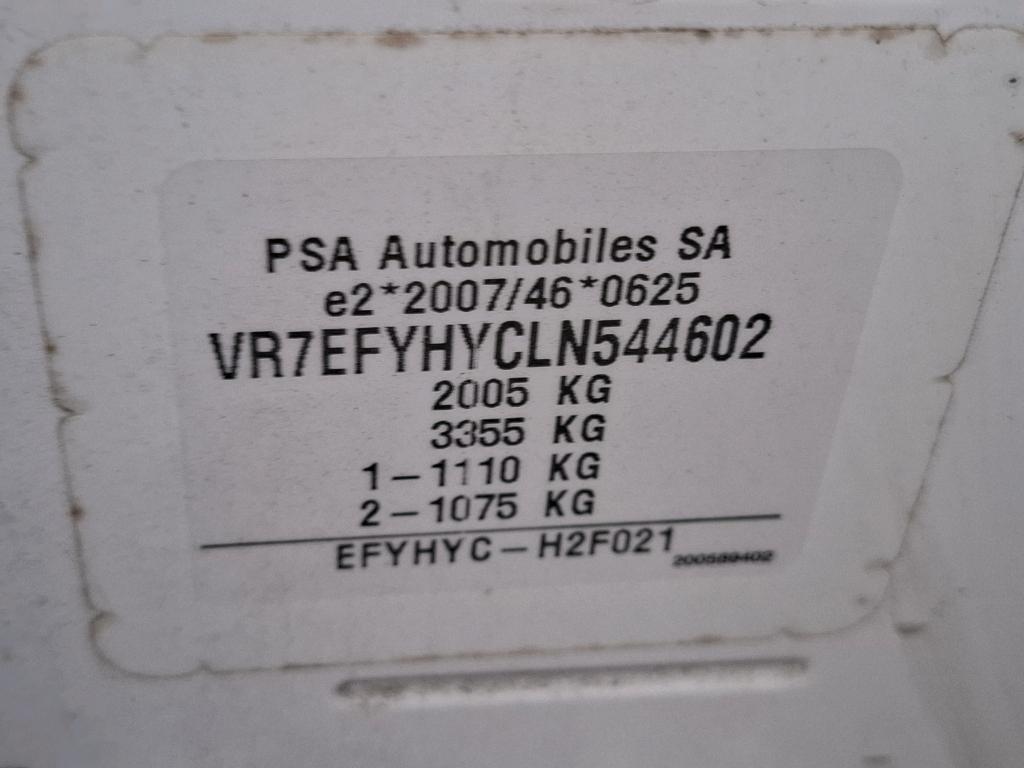 PSA Automobiles SA
e2*2007/46*0625
VR7EFYHYCLN544602
2005 KG
3355 KG
1–1110 KG
2–1075 KG
EFYHYC–H2F021